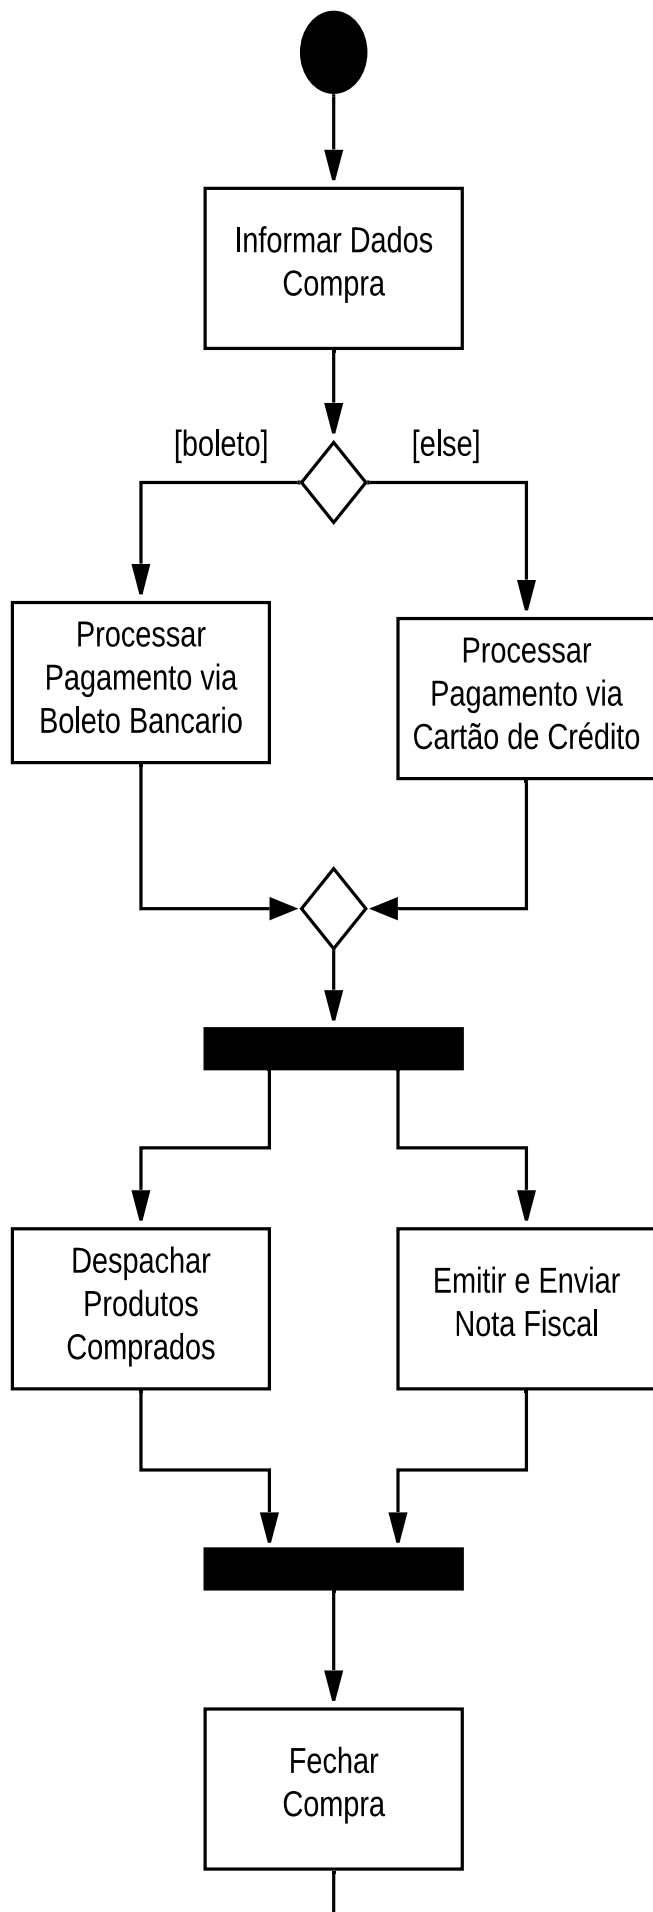 Informar Dados
Compra
[boleto]
[else]
Processar
Pagamento via
Boleto Bancario
Processar
Pagamento via
Cartão de Crédito
Despachar
Produtos
Comprados
Emitir e Enviar
Nota Fiscal
Fechar
Compra